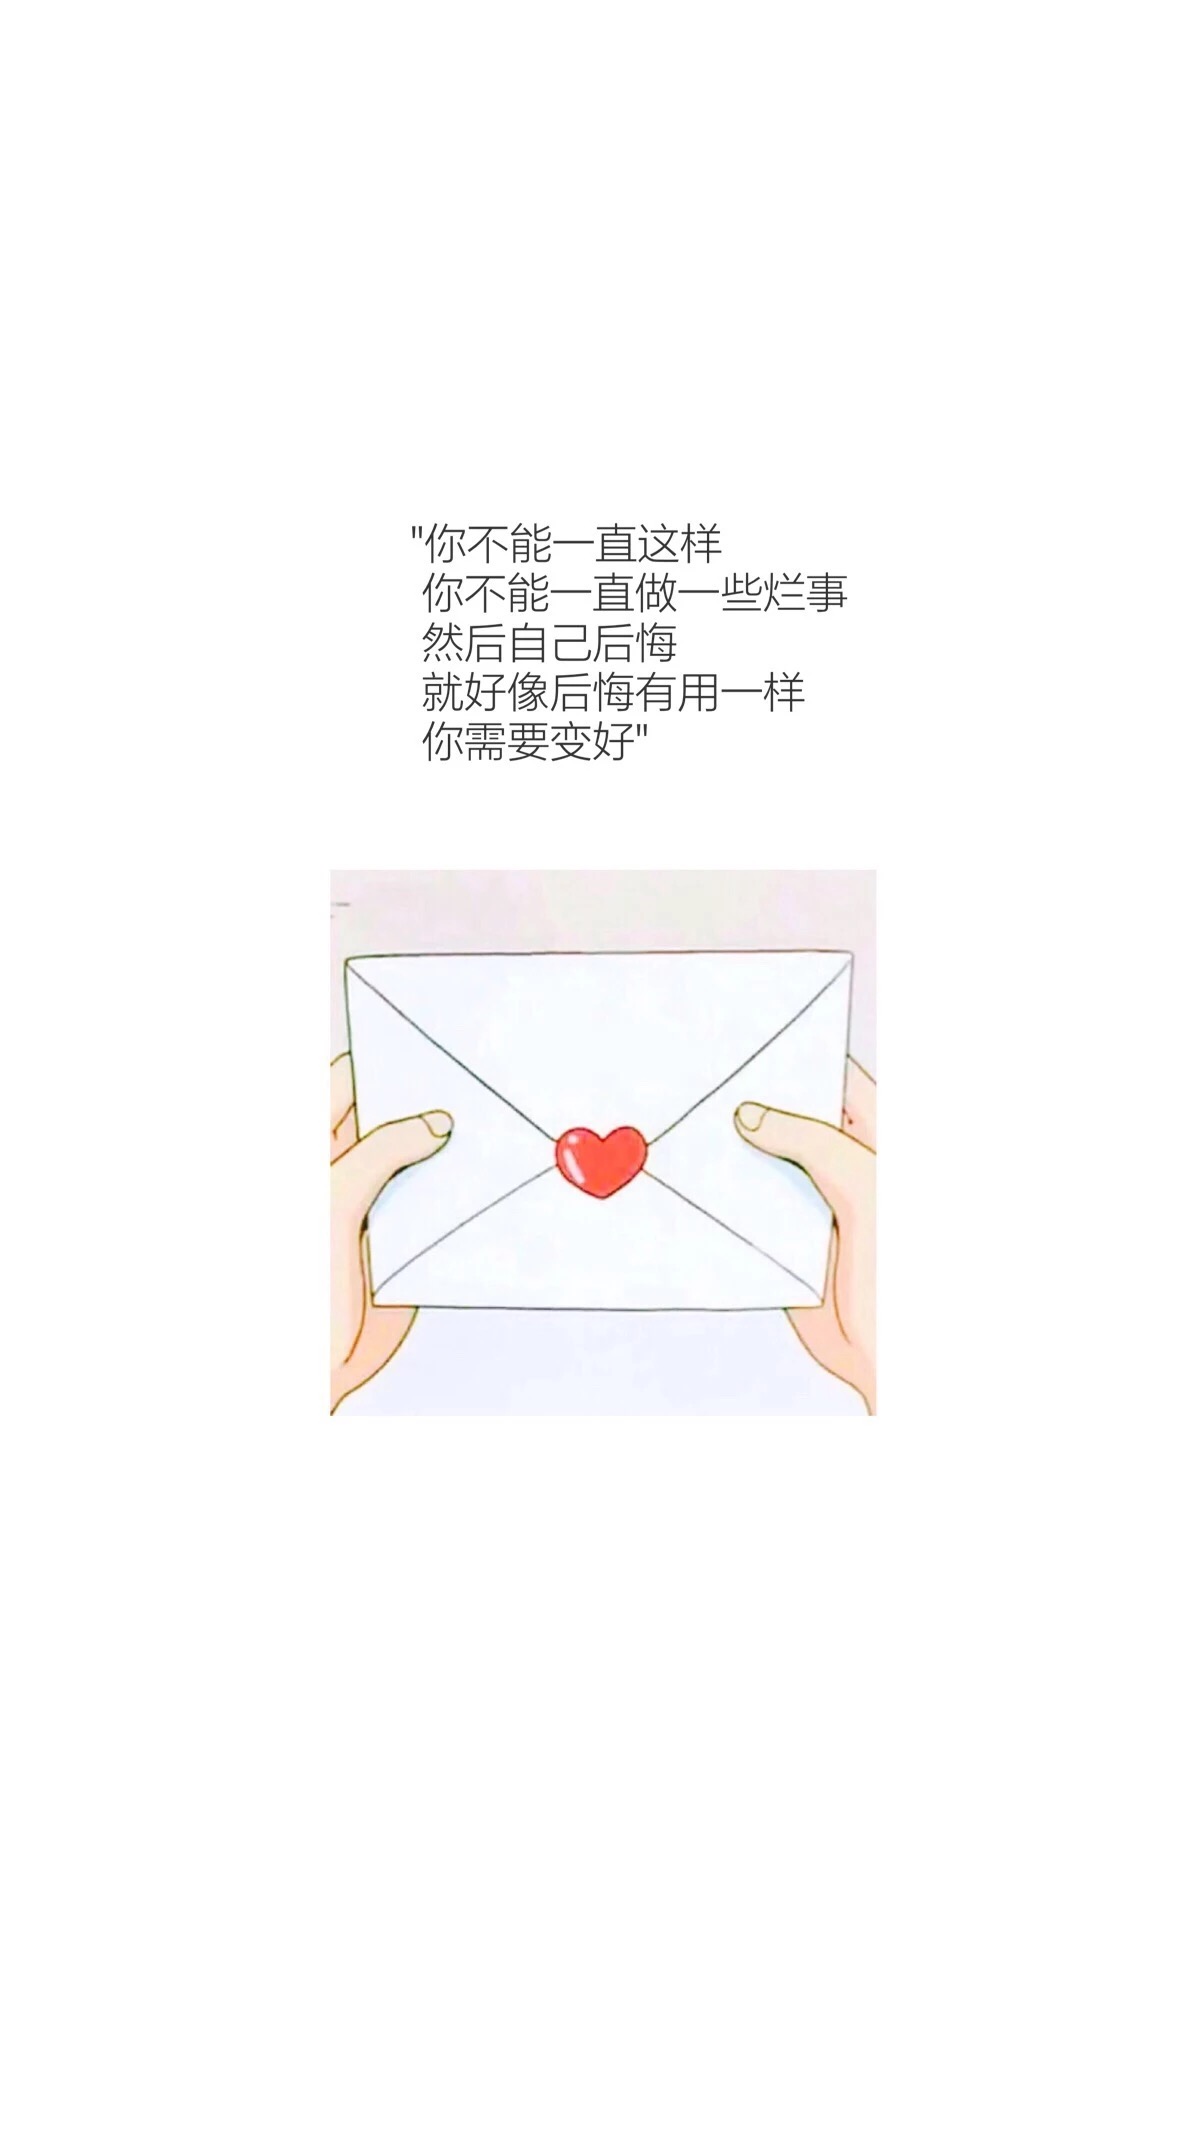 "你不能一直这样
你不能一直做一些烂事
然后自己后悔
就好像后悔有用一样
你需要变好"